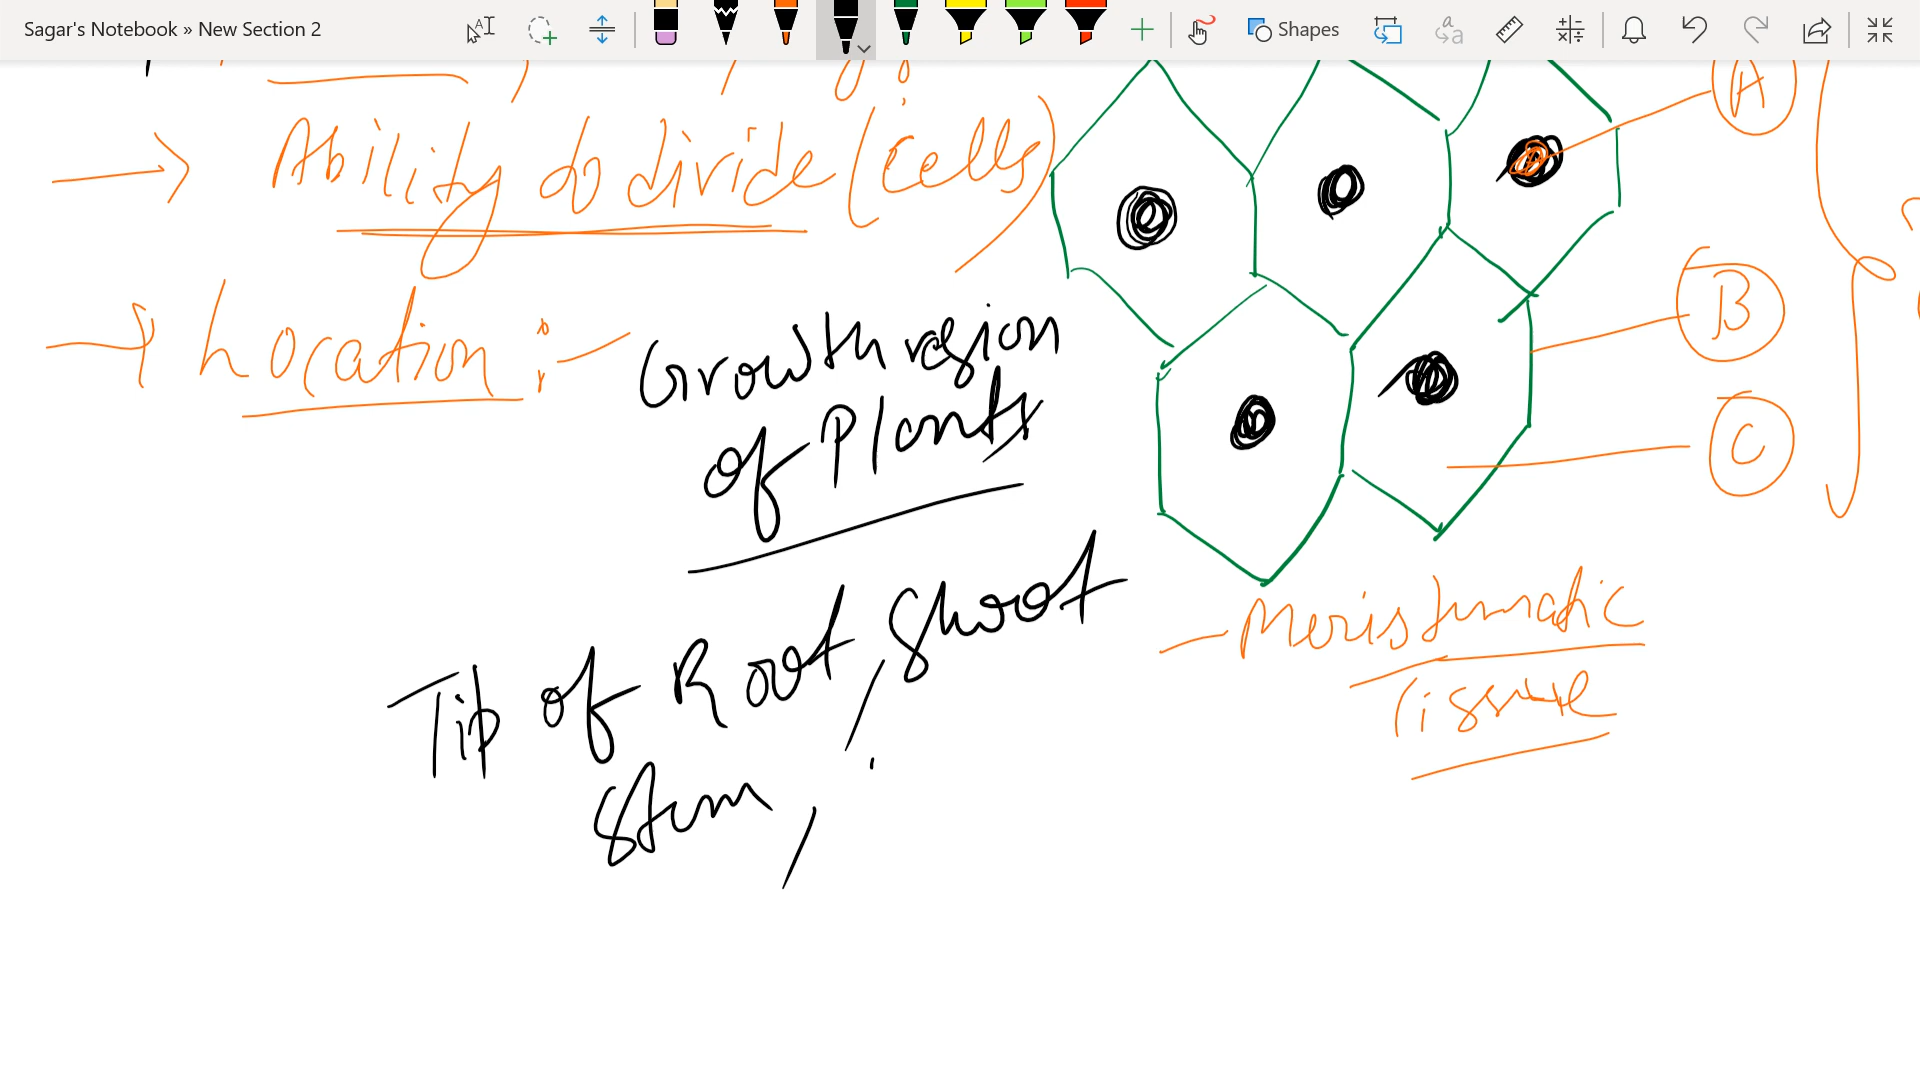 Sagar's Notebook » New Section 2
Shapes
→ Ability to divide (Cells)
→ Location :-
Growth region
of Plants
Tip of Root, Shoot
Stem,
A
B
C
- Meristematic
Tissue